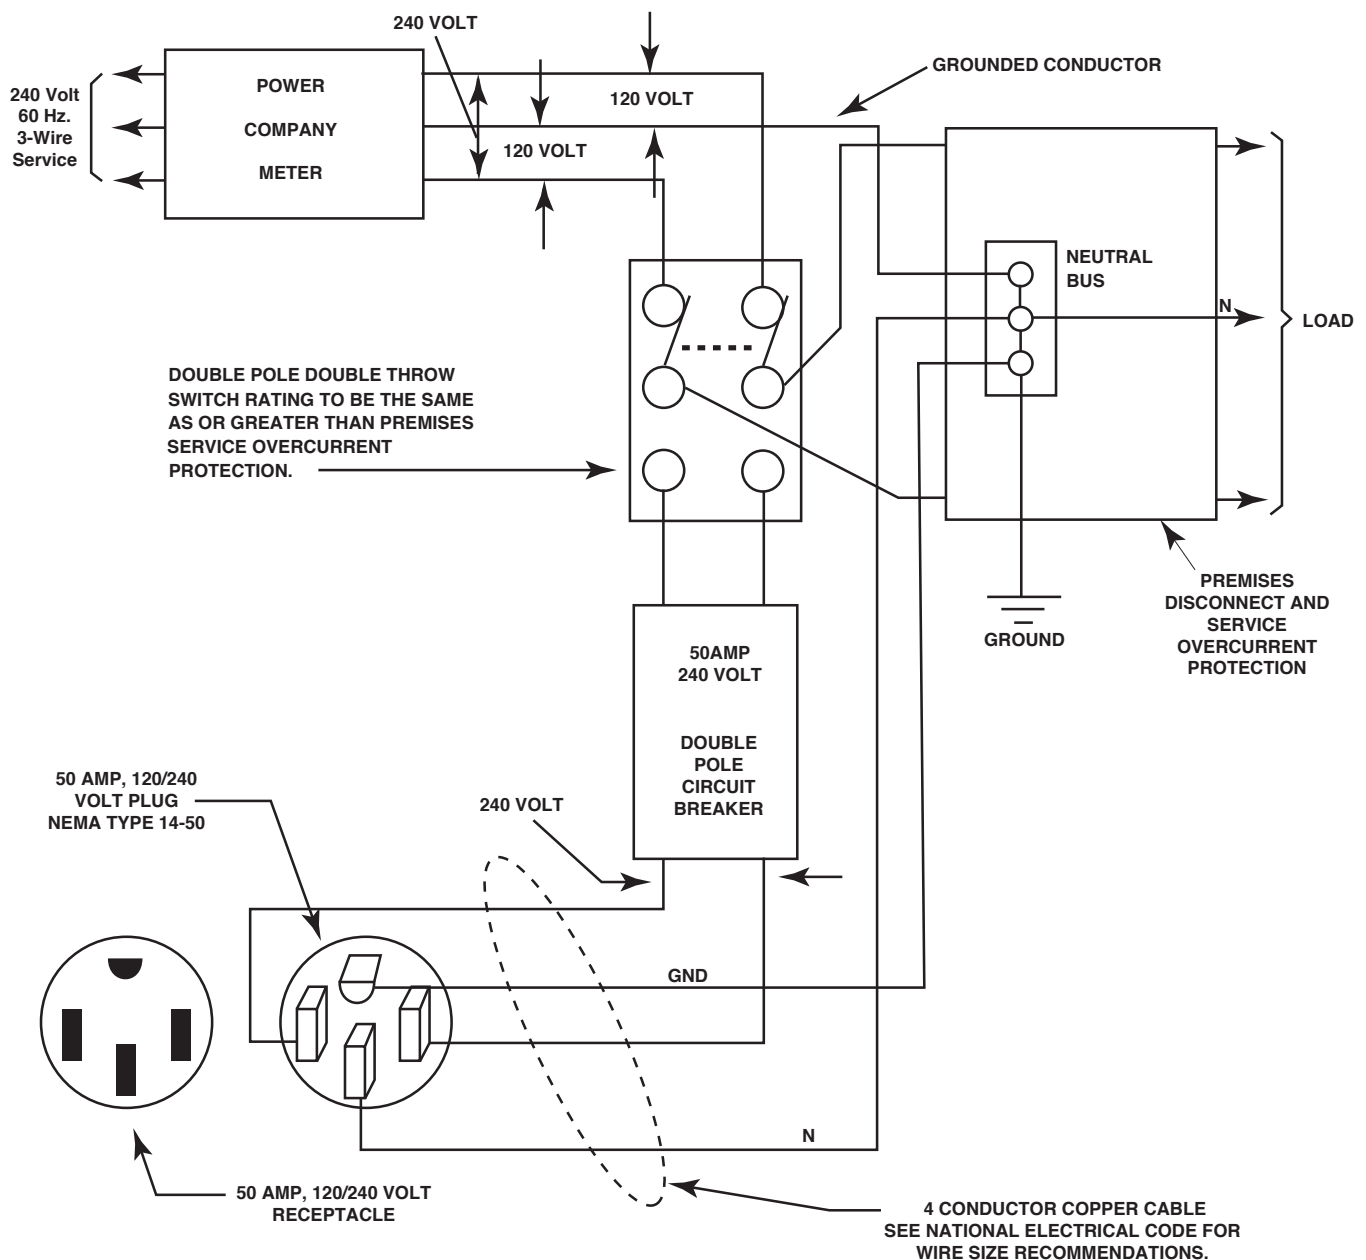 240 VOLT
GROUNDED CONDUCTOR
240 Volt
60 Hz.
3-Wire
Service
POWER
COMPANY
METER
120 VOLT
120 VOLT
NEUTRAL
BUS
N
LOAD
DOUBLE POLE DOUBLE THROW
SWITCH RATING TO BE THE SAME
AS OR GREATER THAN PREMISES
SERVICE OVERCURRENT
PROTECTION.
GROUND
PREMISES
DISCONNECT AND
SERVICE
OVERCURRENT
PROTECTION
50AMP
240 VOLT
DOUBLE
POLE
CIRCUIT
BREAKER
50 AMP, 120/240
VOLT PLUG
NEMA TYPE 14-50
240 VOLT
GND
N
50 AMP, 120/240 VOLT
RECEPTACLE
4 CONDUCTOR COPPER CABLE
SEE NATIONAL ELECTRICAL CODE FOR
WIRE SIZE RECOMMENDATIONS.